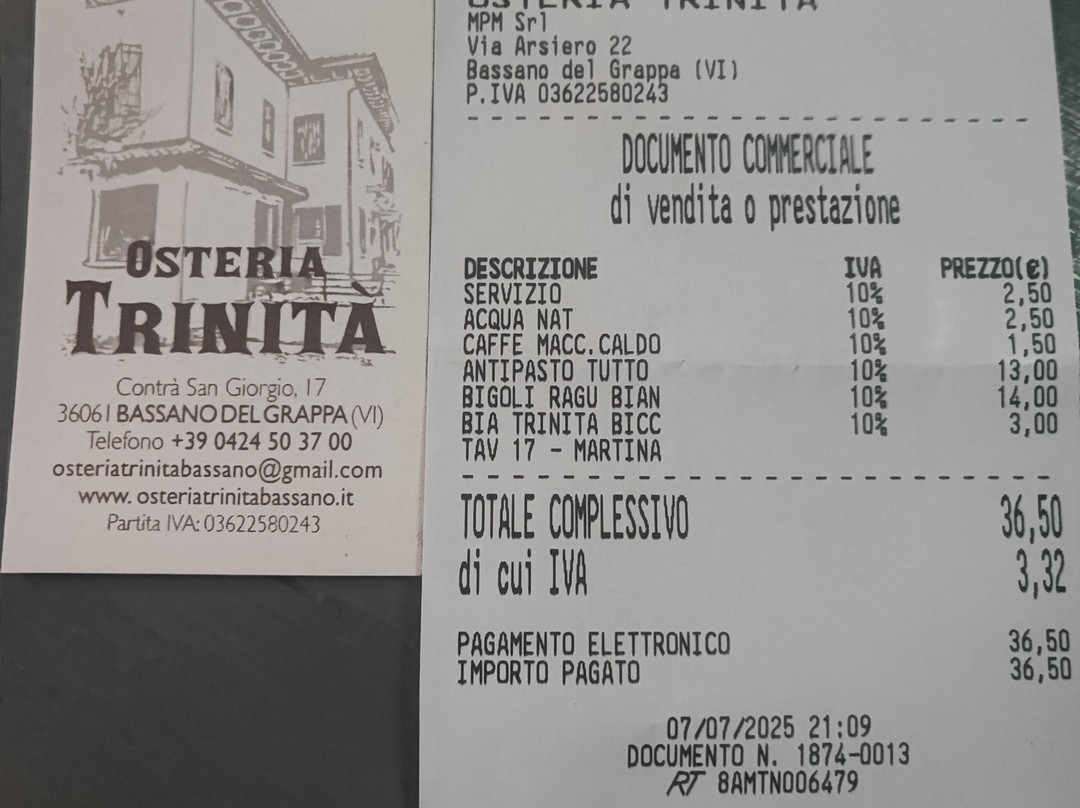 OSTERIA
TRINITÀ
Contrà San Giorgio, 17
36061 BASSANO DEL GRAPPA (VI)
Telefono +39 0424 50 37 00
osteriatrinitabassano@gmail.com
www. osteriatrinitabassano.it
Partita IVA: 03622580243
OSTERIA TRINITA'
MPM Srl
Via Arsiero 22
Bassano del Grappa (VI)
P.IVA 03622580243
DOCUMENTO COMMERCIALE
di vendita o prestazione
DESCRIZIONE IVA PREZZO(€)
SERVIZIO 10% 2,50
ACQUA NAT 10% 2,50
CAFFE MACC.CALDO 10% 1,50
ANTIPASTO TUTTO 10% 13,00
BIGOLI RAGU BIAN 10% 14,00
BIA TRINITA BICC 10% 3,00
TAV 17 - MARTINA
TOTALE COMPLESSIVO 36,50
di cui IVA 3,32
PAGAMENTO ELETTRONICO 36,50
IMPORTO PAGATO 36,50
07/07/2025 21:09
DOCUMENTO N. 1874-0013
RT 8AMTN006479